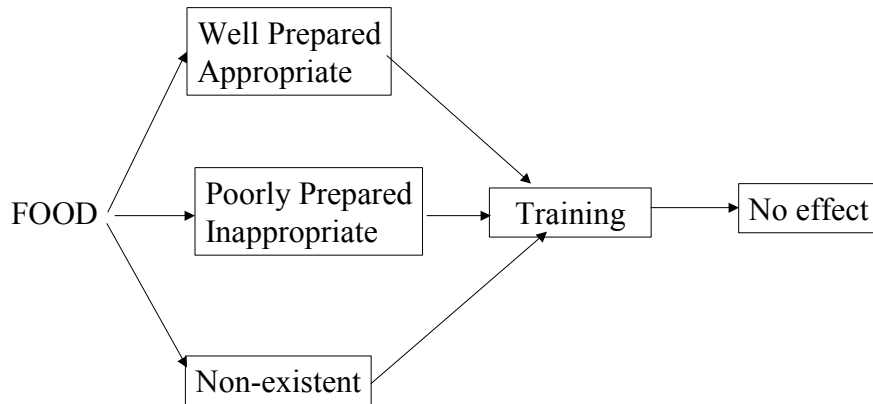 Well Prepared
Appropriate
FOOD
Poorly Prepared
Inappropriate
Training
No effect
Non-existent